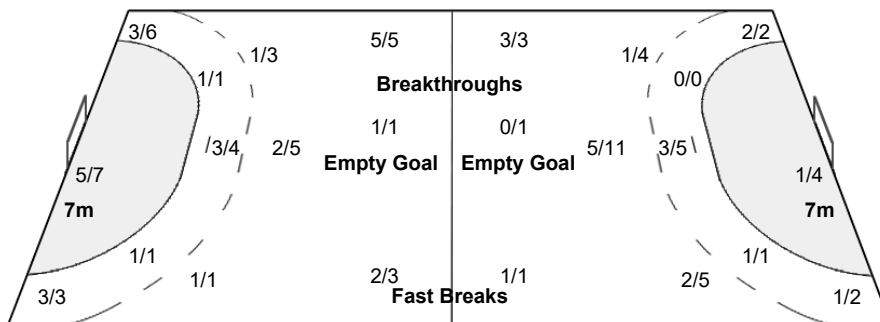 3/6 5/5 3/3 2/2
1/3 1/4
1/1 Breakthroughs 0/0
1/1 0/1
3/4 2/5 5/11 3/5
Empty Goal Empty Goal
5/7 1/4
7m 7m
1/1 1/1
1/1 2/3 1/1 2/5
3/3 Fast Breaks 1/2